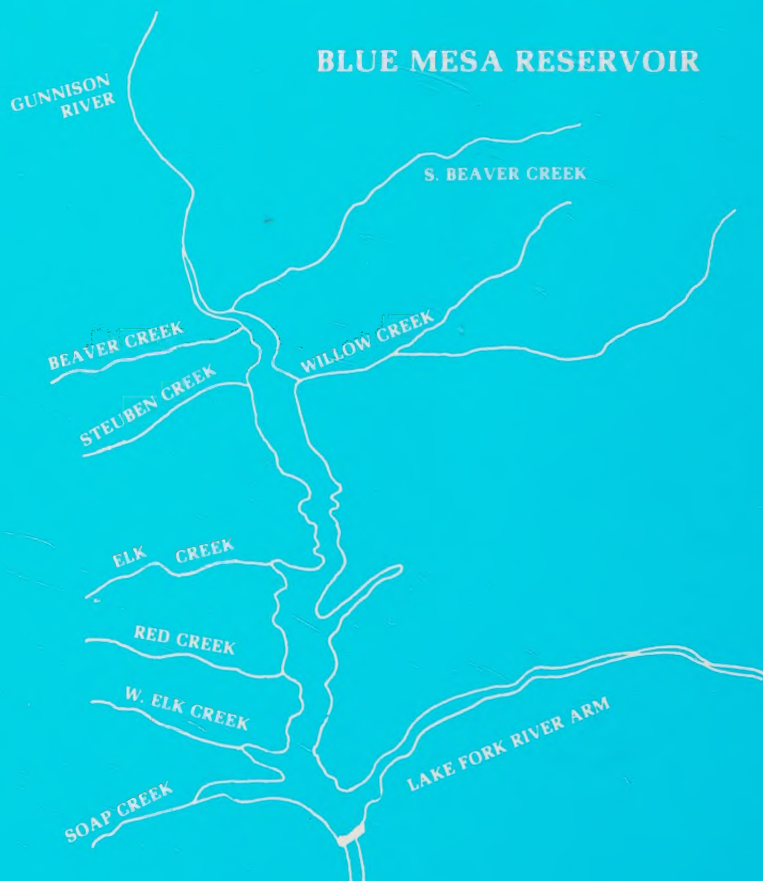 BLUE MESA RESERVOIR
GUNNISON
RIVER
S. BEAVER CREEK
BEAVER CREEK
WILLOW CREEK
STEUBEN CREEK
ELK CREEK
RED CREEK
W. ELK CREEK
LAKE FORK RIVER ARM
SOAP CREEK